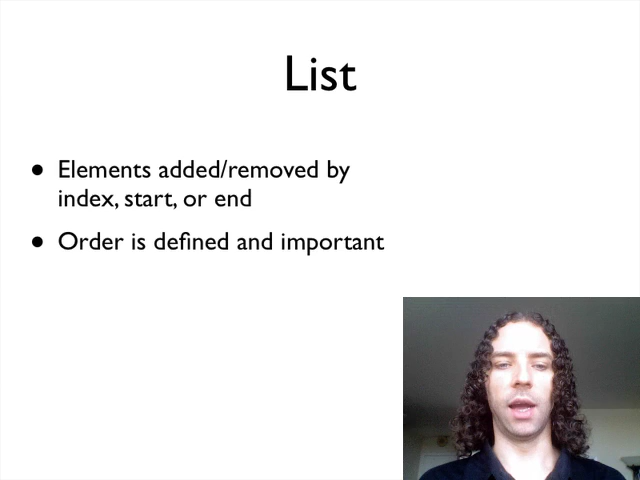 List
• Elements added/removed by
index, start, or end
• Order is defined and important